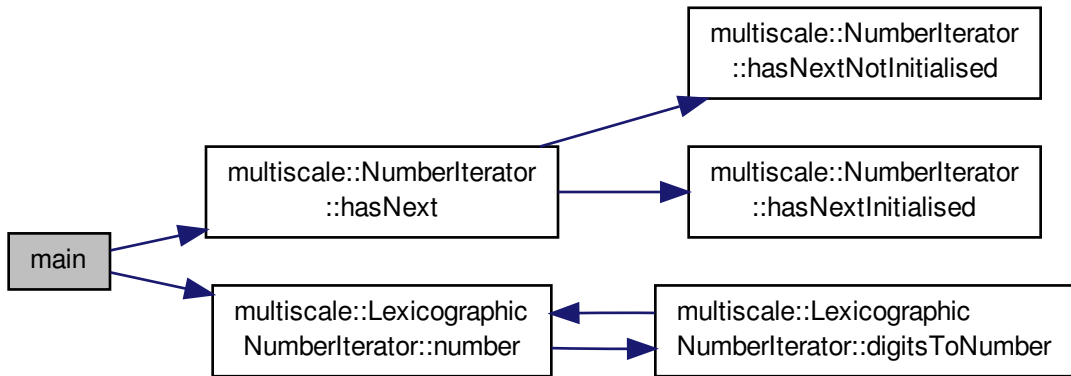 multiscale::NumberIterator
::hasNextNotInitialised
multiscale::NumberIterator
::hasNext
multiscale::NumberIterator
::hasNextInitialised
main
multiscale::Lexicographic
NumberIterator::number
multiscale::Lexicographic
NumberIterator::digitsToNumber